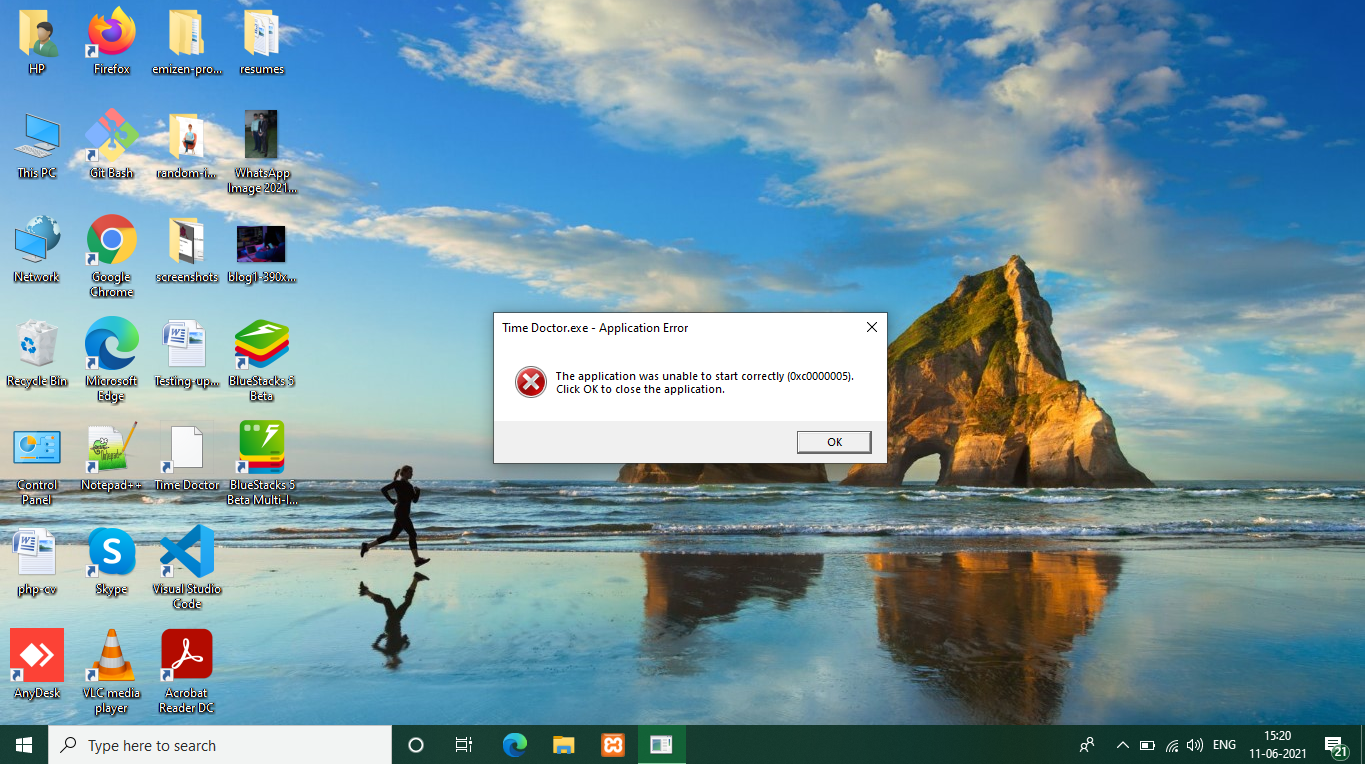 HP
Firefox
emizen-pro...
resumes
This PC
Git Bash
random-i...
WhatsApp
Image 2021...
Network
Google
Chrome
screenshots
blog1-390x...
Recycle Bin
Microsoft
Edge
Testing-up...
BlueStacks 5
Beta
Control
Panel
Notepad++
Time Doctor
BlueStacks 5
Beta Multi-I...
php-cv
Skype
Visual Studio
Code
AnyDesk
VLC media
player
Acrobat
Reader DC
Time Doctor.exe - Application Error
The application was unable to start correctly (0xc0000005).
Click OK to close the application.
OK
Type here to search
ENG
15:20
11-06-2021
21